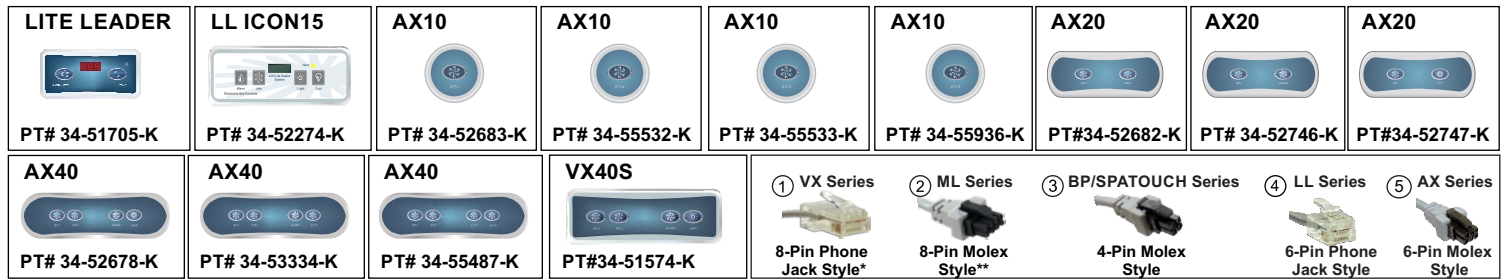 LITE LEADER
PT# 34-51705-K
LL ICON15
PT# 34-52274-K
AX10
PT# 34-52683-K
AX10
PT# 34-55532-K
AX10
PT# 34-55533-K
AX10
PT# 34-55936-K
AX20
PT#34-52682-K
AX20
PT# 34-52746-K
AX20
PT#34-52747-K
AX40
PT# 34-52678-K
AX40
PT# 34-53334-K
AX40
PT# 34-55487-K
VX40S
PT#34-51574-K
1 VX Series
8-Pin Phone
Jack Style*
2 ML Series
8-Pin Molex
Style**
3 BP/SPATOUCH Series
4-Pin Molex
Style
4 LL Series
6-Pin Phone
Jack Style
5 AX Series
6-Pin Molex
Style